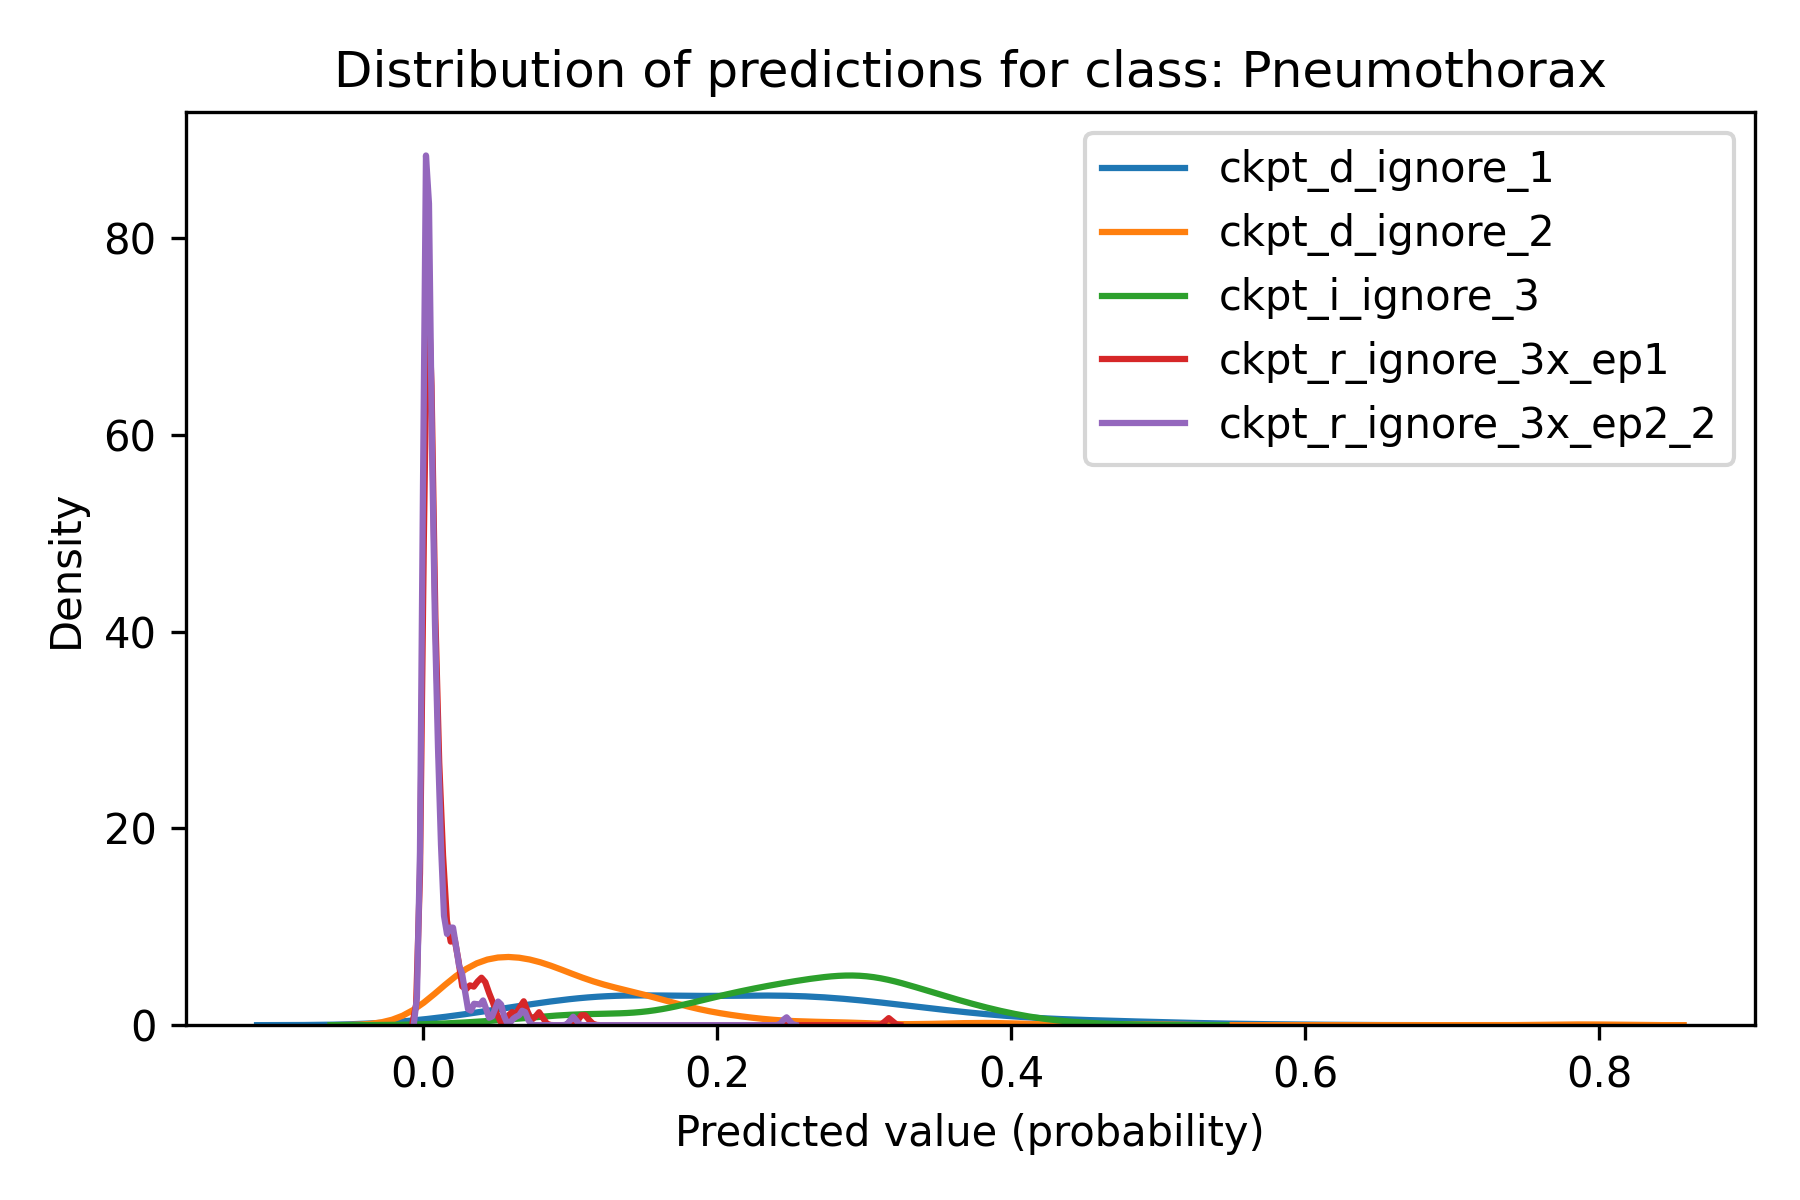 Distribution of predictions for class: Pneumothorax
ckpt_d_ignore_1
ckpt_d_ignore_2
ckpt_i_ignore_3
ckpt_r_ignore_3x_ep1
ckpt_r_ignore_3x_ep2_2
Density
80
60
40
20
0
0.0 0.2 0.4 0.6 0.8
Predicted value (probability)